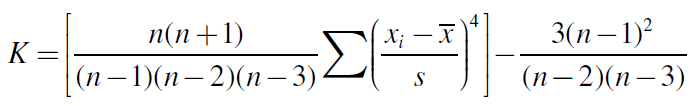 K = [ n(n+1) / (n−1)(n−2)(n−3) ∑ ( (xᵢ − x̄) / s )⁴ ] − 3(n−1)² / (n−2)(n−3)